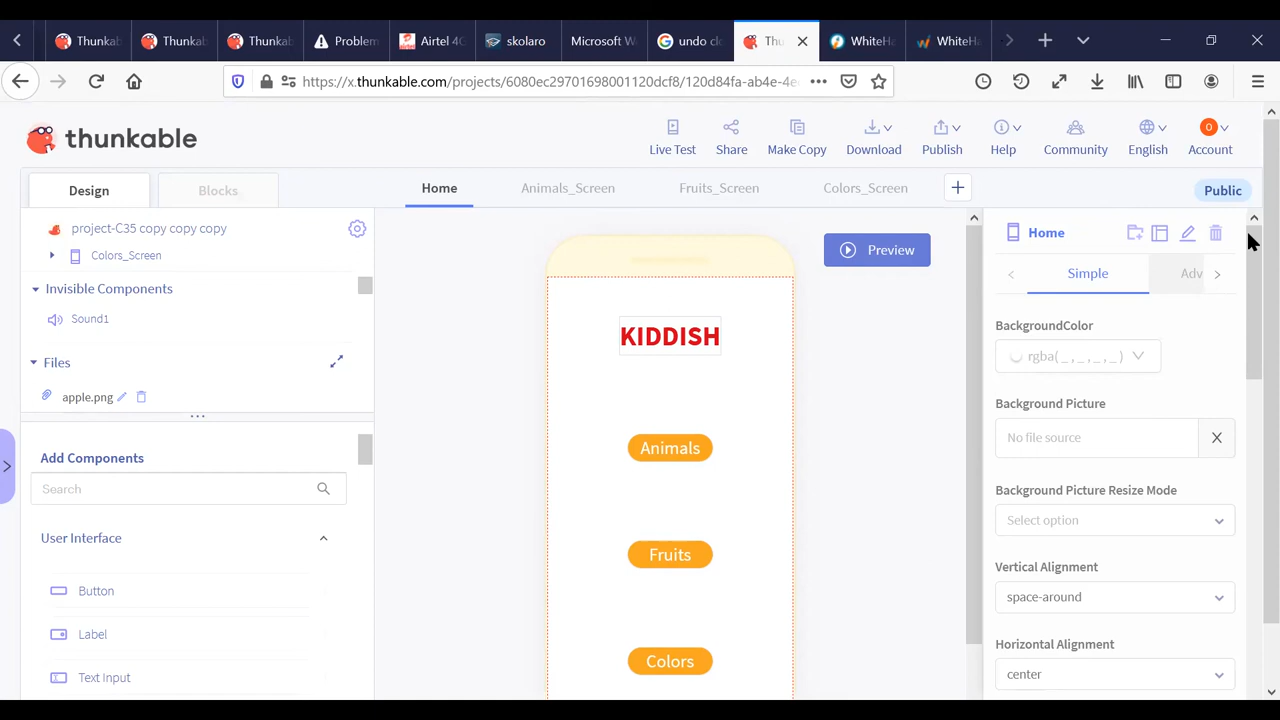 Thunkab
Thunkab
Thunkab
Problem
Airtel 4G
skolaro
Microsoft W
undo clo
Thu
WhiteHa
WhiteHa
https://x.thunkable.com/projects/6080ec29701698001120dcf8/120d84fa-ab4e-4e
thunkable
Live Test
Share
Make Copy
Download
Publish
Help
Community
English
0
Account
Design
Blocks
Home
Animals_Screen
Fruits_Screen
Colors_Screen
Public
project-C35 copy copy copy
Colors_Screen
Invisible Components
Sound1
Files
apple.png
Add Components
Search
User Interface
Button
Label
Text Input
Preview
KIDDISH
Animals
Fruits
Colors
Home
Simple
Adv
BackgroundColor
rgba( _ , _ , _ , _ )
Background Picture
No file source
Background Picture Resize Mode
Select option
Vertical Alignment
space-around
Horizontal Alignment
center